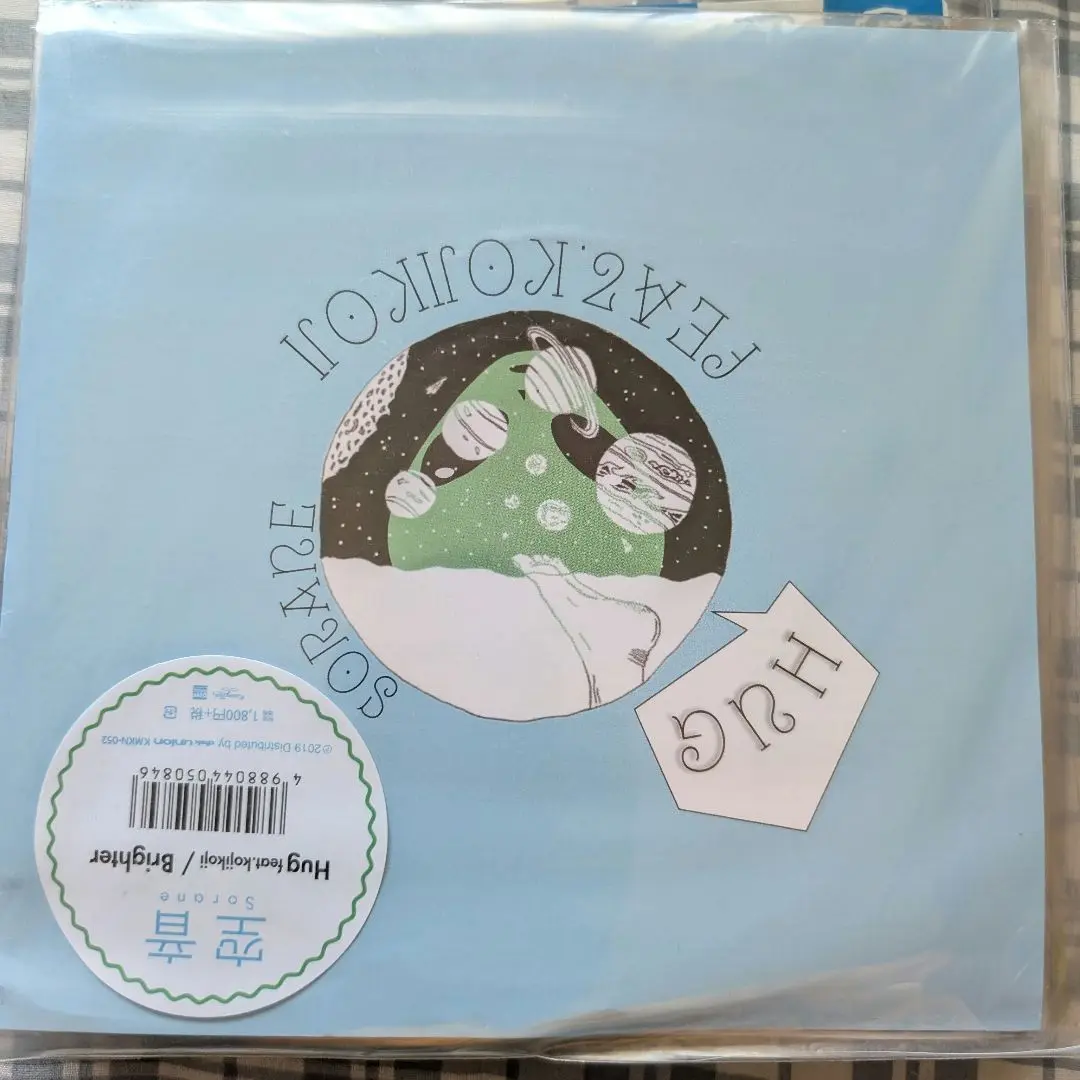 SORANE
FEAT.KOJIKOJI
HUG
空音
Sorane
Hug feat.kojikoji / Brighter
4 988044 050846
℗2019 Distributed by disk union KMKN-052
1,800円+税